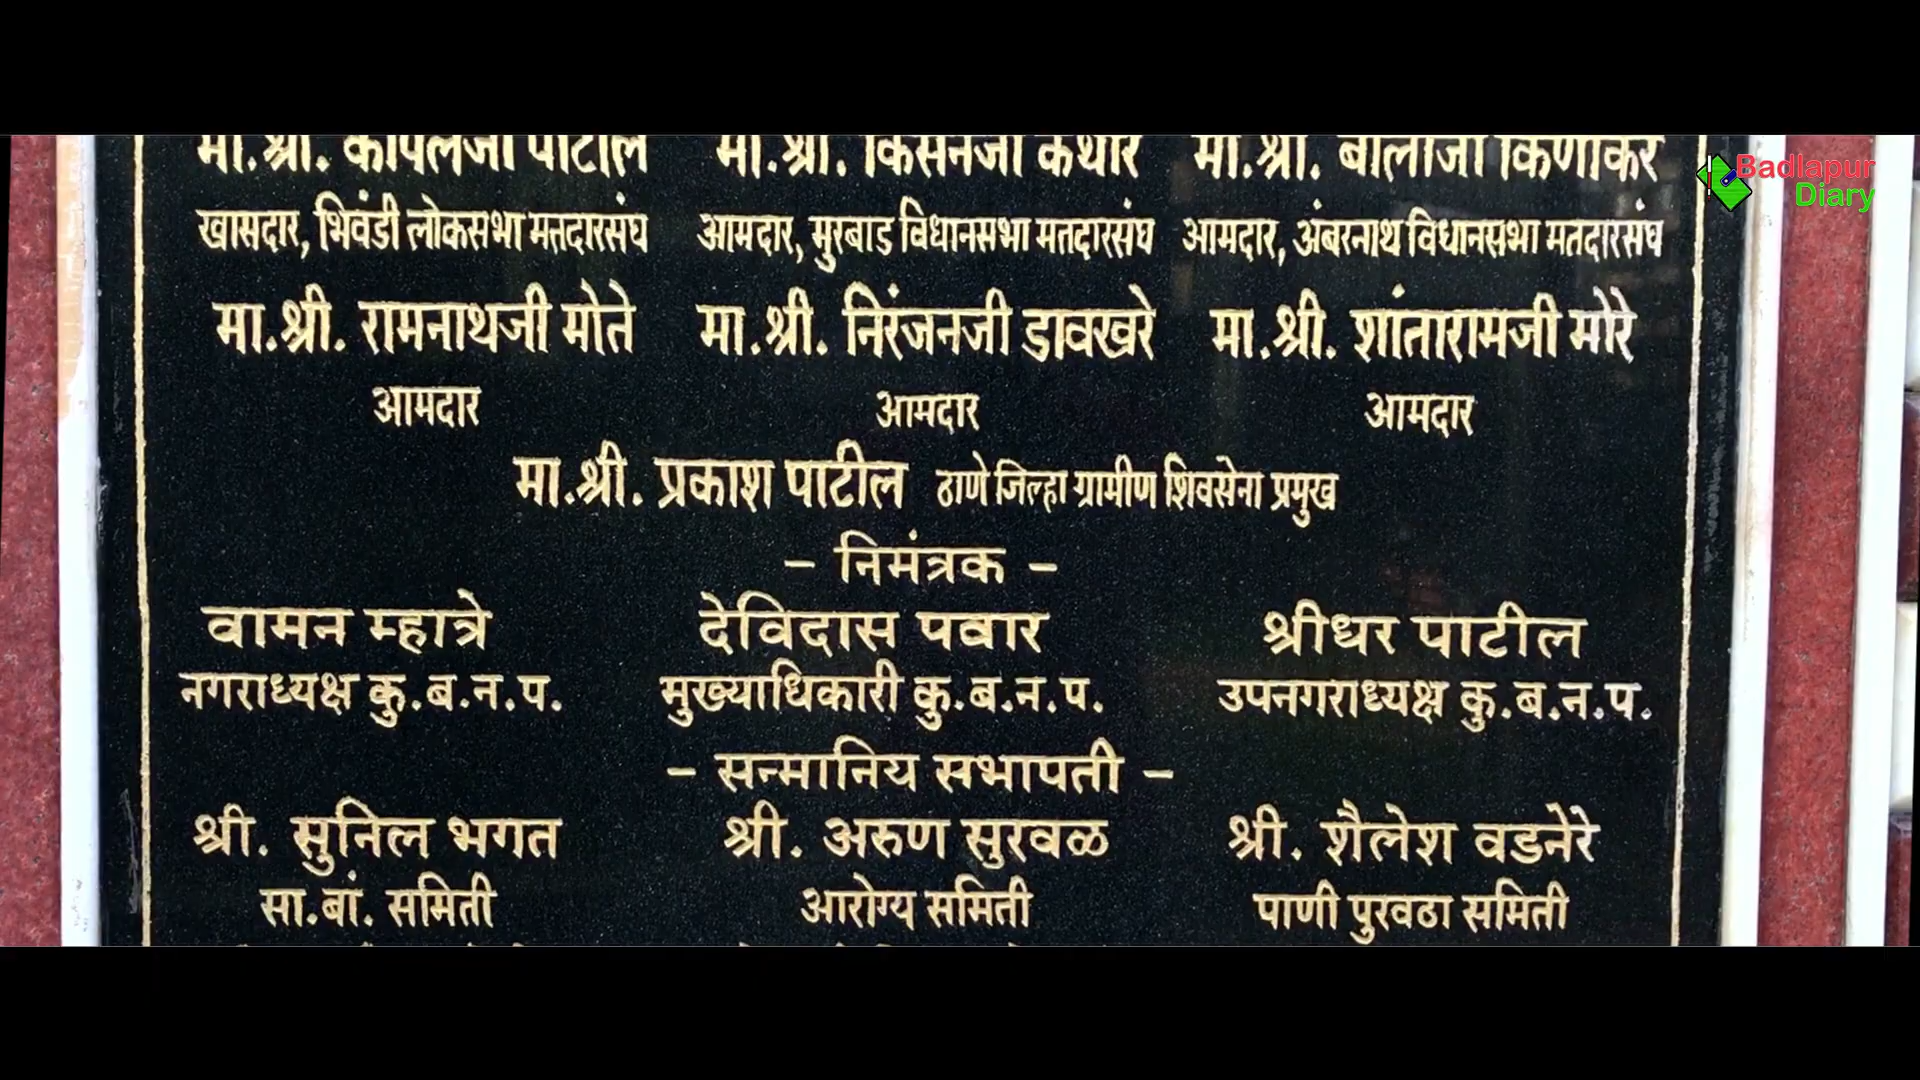 मा.श्री. कपिलजी पाटील मा.श्री. किसनजी कथोरे मा.श्री. बालाजी किणीकर
खासदार, भिवंडी लोकसभा मतदारसंघ आमदार, मुरबाड विधानसभा मतदारसंघ आमदार, अंबरनाथ विधानसभा मतदारसंघ
मा.श्री. रामनाथजी मोते मा.श्री. निरंजनजी डावखरे मा.श्री. शांतारामजी मोरे
आमदार आमदार आमदार
मा.श्री. प्रकाश पाटील ठाणे जिल्हा ग्रामीण शिवसेना प्रमुख
- निमंत्रक -
वामन म्हात्रे देविदास पवार श्रीधर पाटील
नगराध्यक्ष कु.ब.न.प. मुख्याधिकारी कु.ब.न.प. उपनगराध्यक्ष कु.ब.न.प.
- सन्मानिय सभापती -
श्री. सुनिल भगत श्री. अरुण सुरवळ श्री. शैलेश वडनेरे
सा.बां. समिती आरोग्य समिती पाणी पुरवठा समिती
Badlapur
Diary